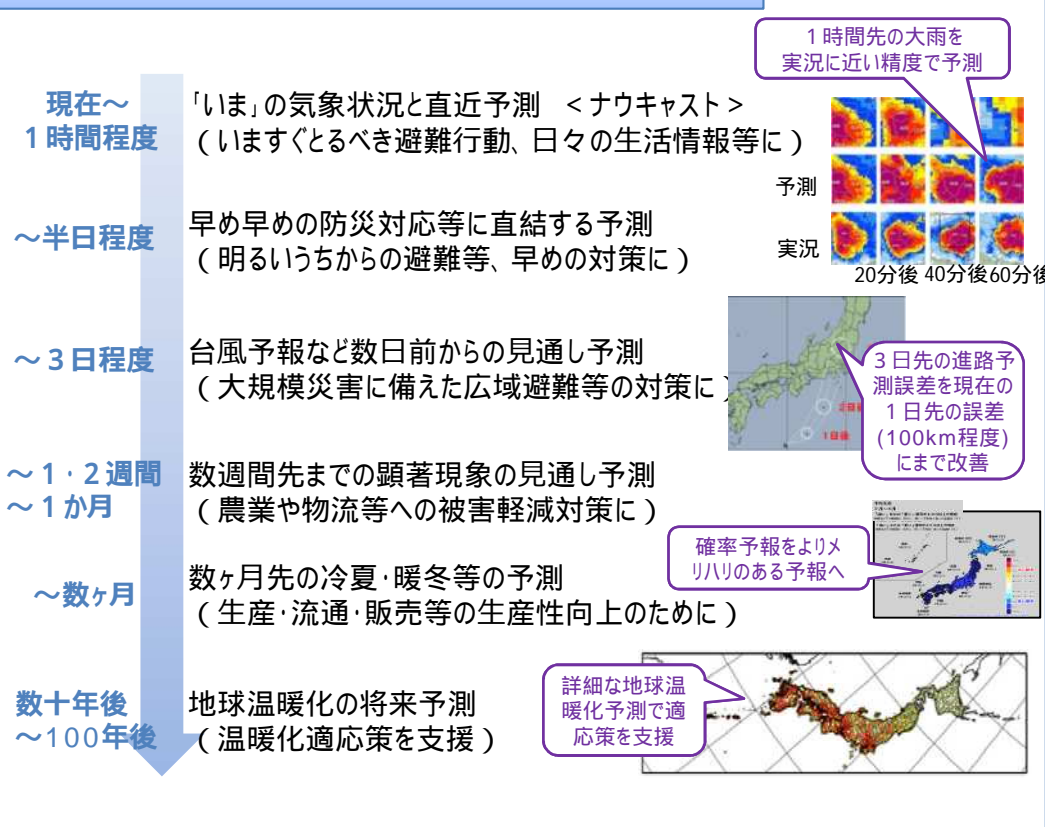 1時間先の大雨を
実況に近い精度で予測
現在～
1時間程度
「いま」の気象状況と直近予測　＜ナウキャスト＞
（いますぐとるべき避難行動、日々の生活情報等に）
予測
実況
20分後 40分後 60分後
～半日程度
早め早めの防災対応等に直結する予測
（明るいうちからの避難等、早めの対策に）
～3日程度
台風予報など数日前からの見通し予測
（大規模災害に備えた広域避難等の対策に）
2日後
1日後
3日先の進路予
測誤差を現在の
1日先の誤差
(100km程度)
にまで改善
～1・2週間
～1か月
数週間先までの顕著現象の見通し予測
（農業や物流等への被害軽減対策に）
確率予報をよりメ
リハリのある予報へ
～数ヶ月
数ヶ月先の冷夏・暖冬等の予測
（生産・流通・販売等の生産性向上のために）
数十年後
～100年後
地球温暖化の将来予測
（温暖化適応策を支援）
詳細な地球温
暖化予測で適
応策を支援